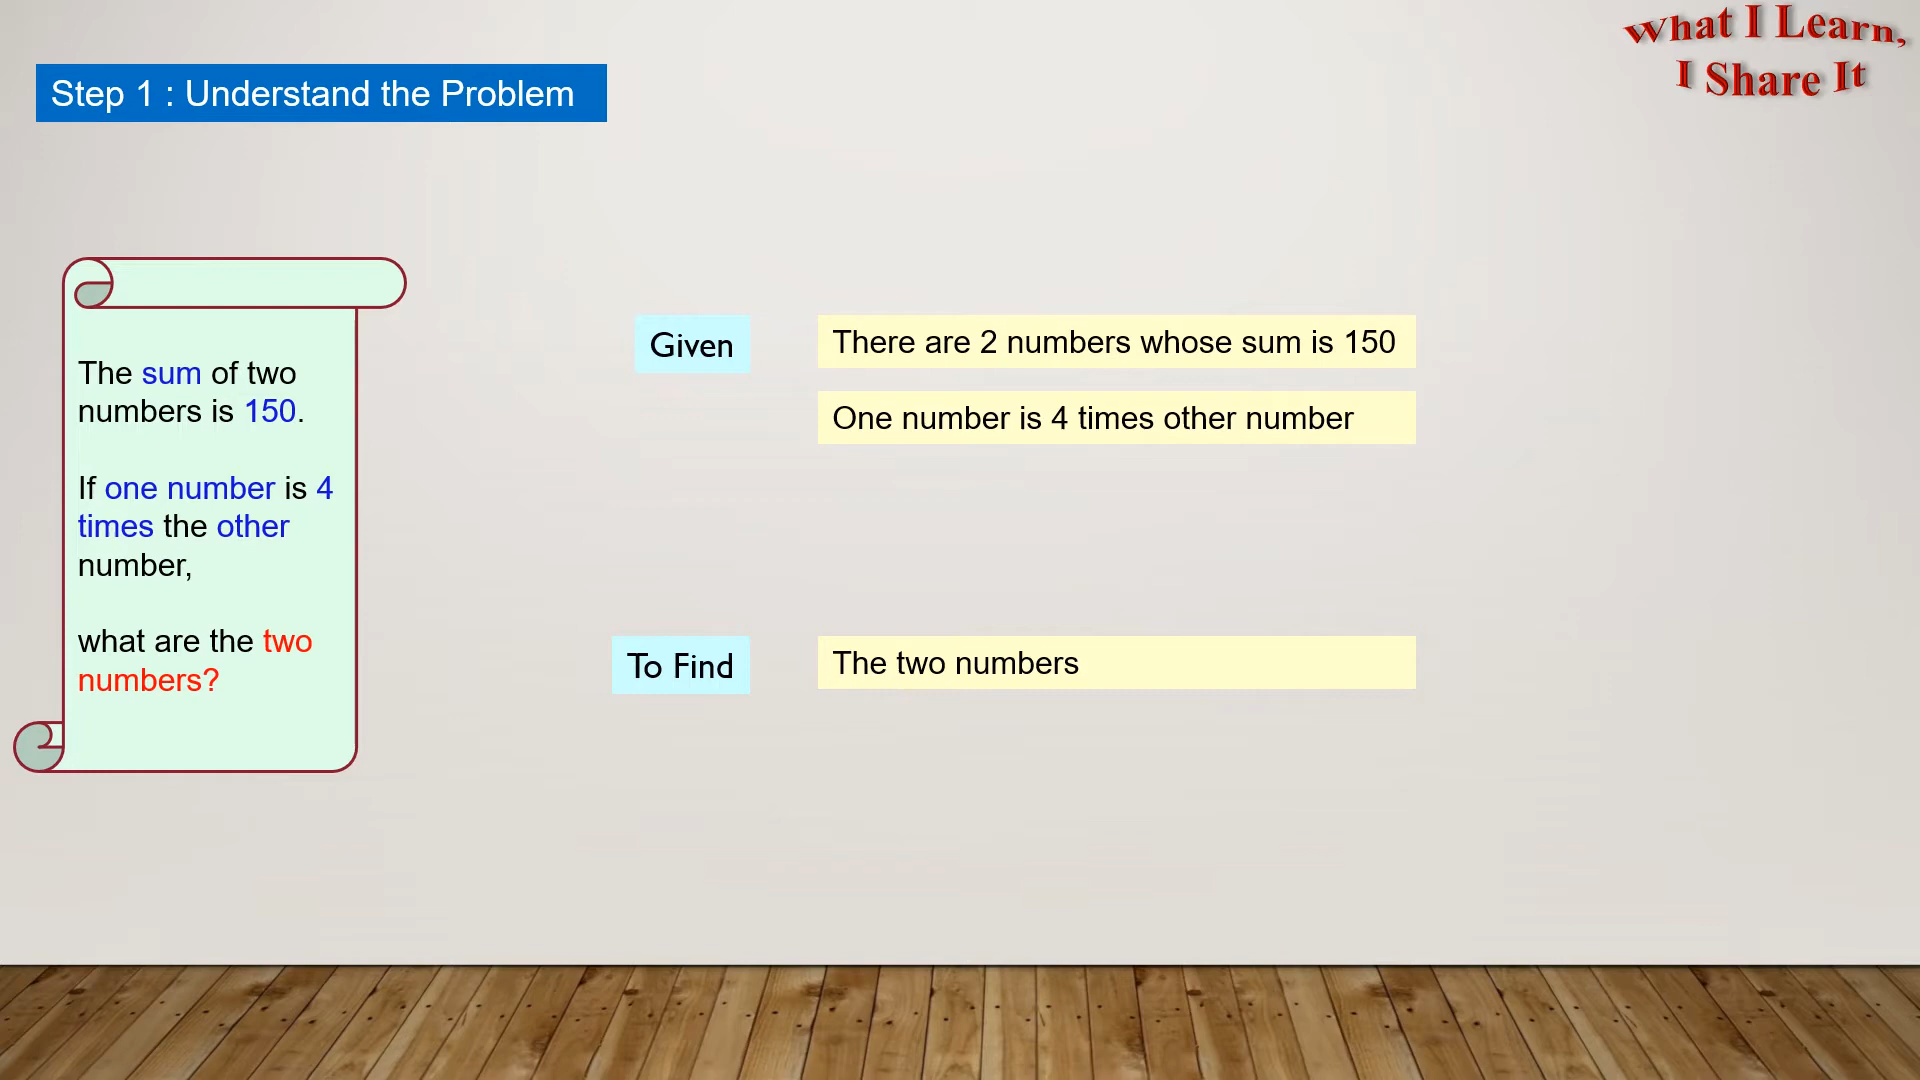 What I Learn,
I Share It
Step 1 : Understand the Problem
The sum of two
numbers is 150.
If one number is 4
times the other
number,
what are the two
numbers?
Given
There are 2 numbers whose sum is 150
One number is 4 times other number
To Find
The two numbers